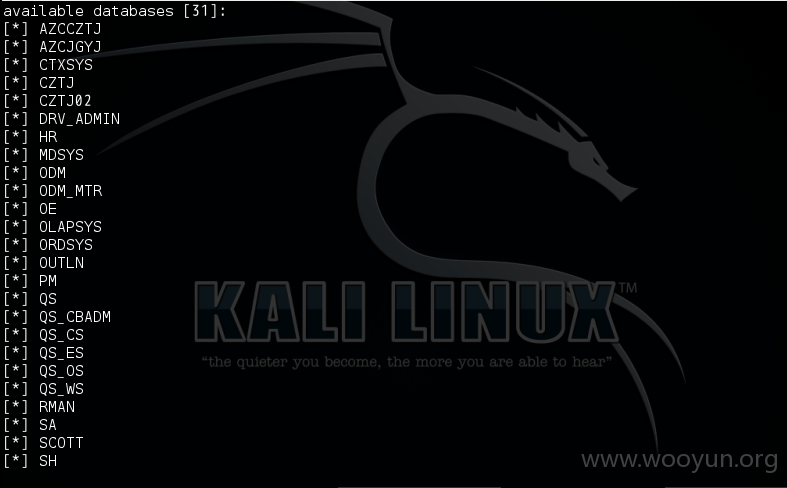 available databases [31]:
[*] AZCCZTJ
[*] AZCJGYJ
[*] CTXSYS
[*] CZTJ
[*] CZTJ02
[*] DRV_ADMIN
[*] HR
[*] MDSYS
[*] ODM
[*] ODM_MTR
[*] OE
[*] OLAPSYS
[*] ORDSYS
[*] OUTLN
[*] PM
[*] QS
[*] QS_CBADM
[*] QS_CS
[*] QS_ES
[*] QS_OS
[*] QS_WS
[*] RMAN
[*] SA
[*] SCOTT
[*] SH
KALI LINUX™
“the quieter you become, the more you are able to hear”
www.wooyun.org